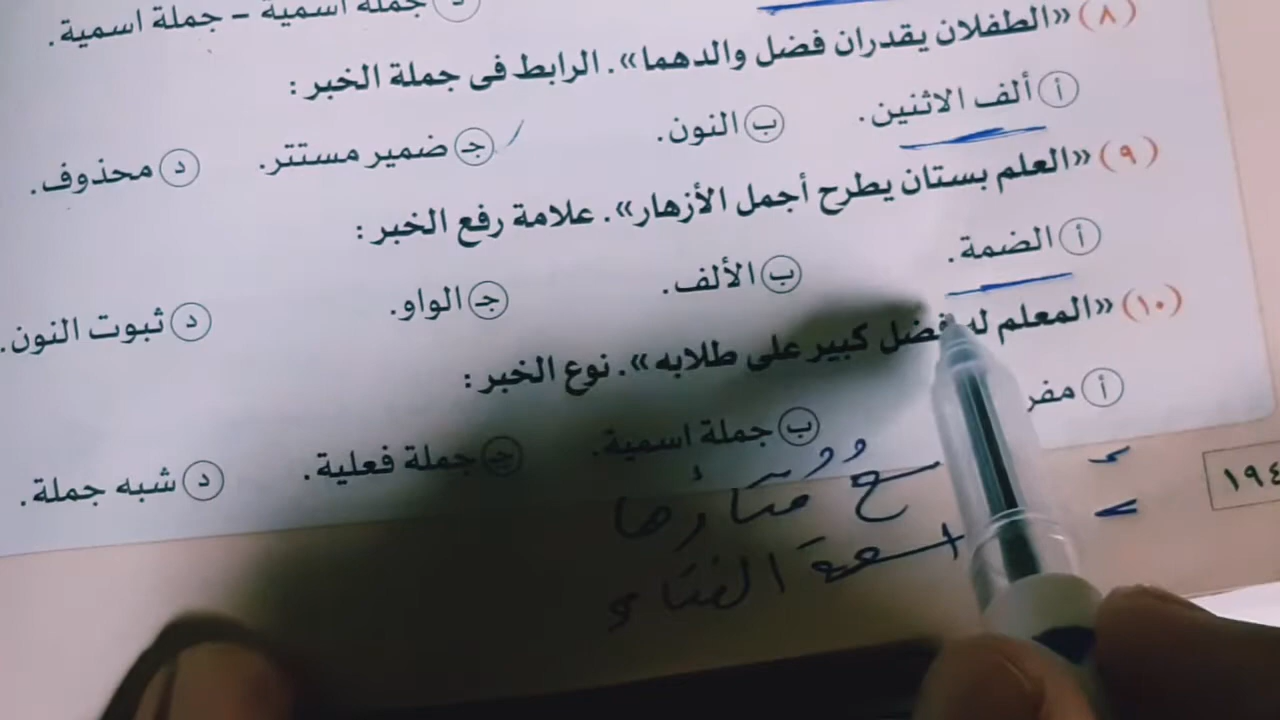 د جملة اسمية – جملة اسمية.
(٨) «الطفلان يقدران فضل والدهما». الرابط فى جملة الخبر :
أ ألف الاثنين. ب النون. ج ضمير مستتر. د محذوف.
(٩) «العلم بستان يطرح أجمل الأزهار». علامة رفع الخبر :
أ الضمة. ب الألف. ج الواو. د ثبوت النون.
(١٠) «المعلم له فضل كبير على طلابه». نوع الخبر :
أ مفر ب جملة اسمية. ج جملة فعلية. د شبه جملة.
١٩٤